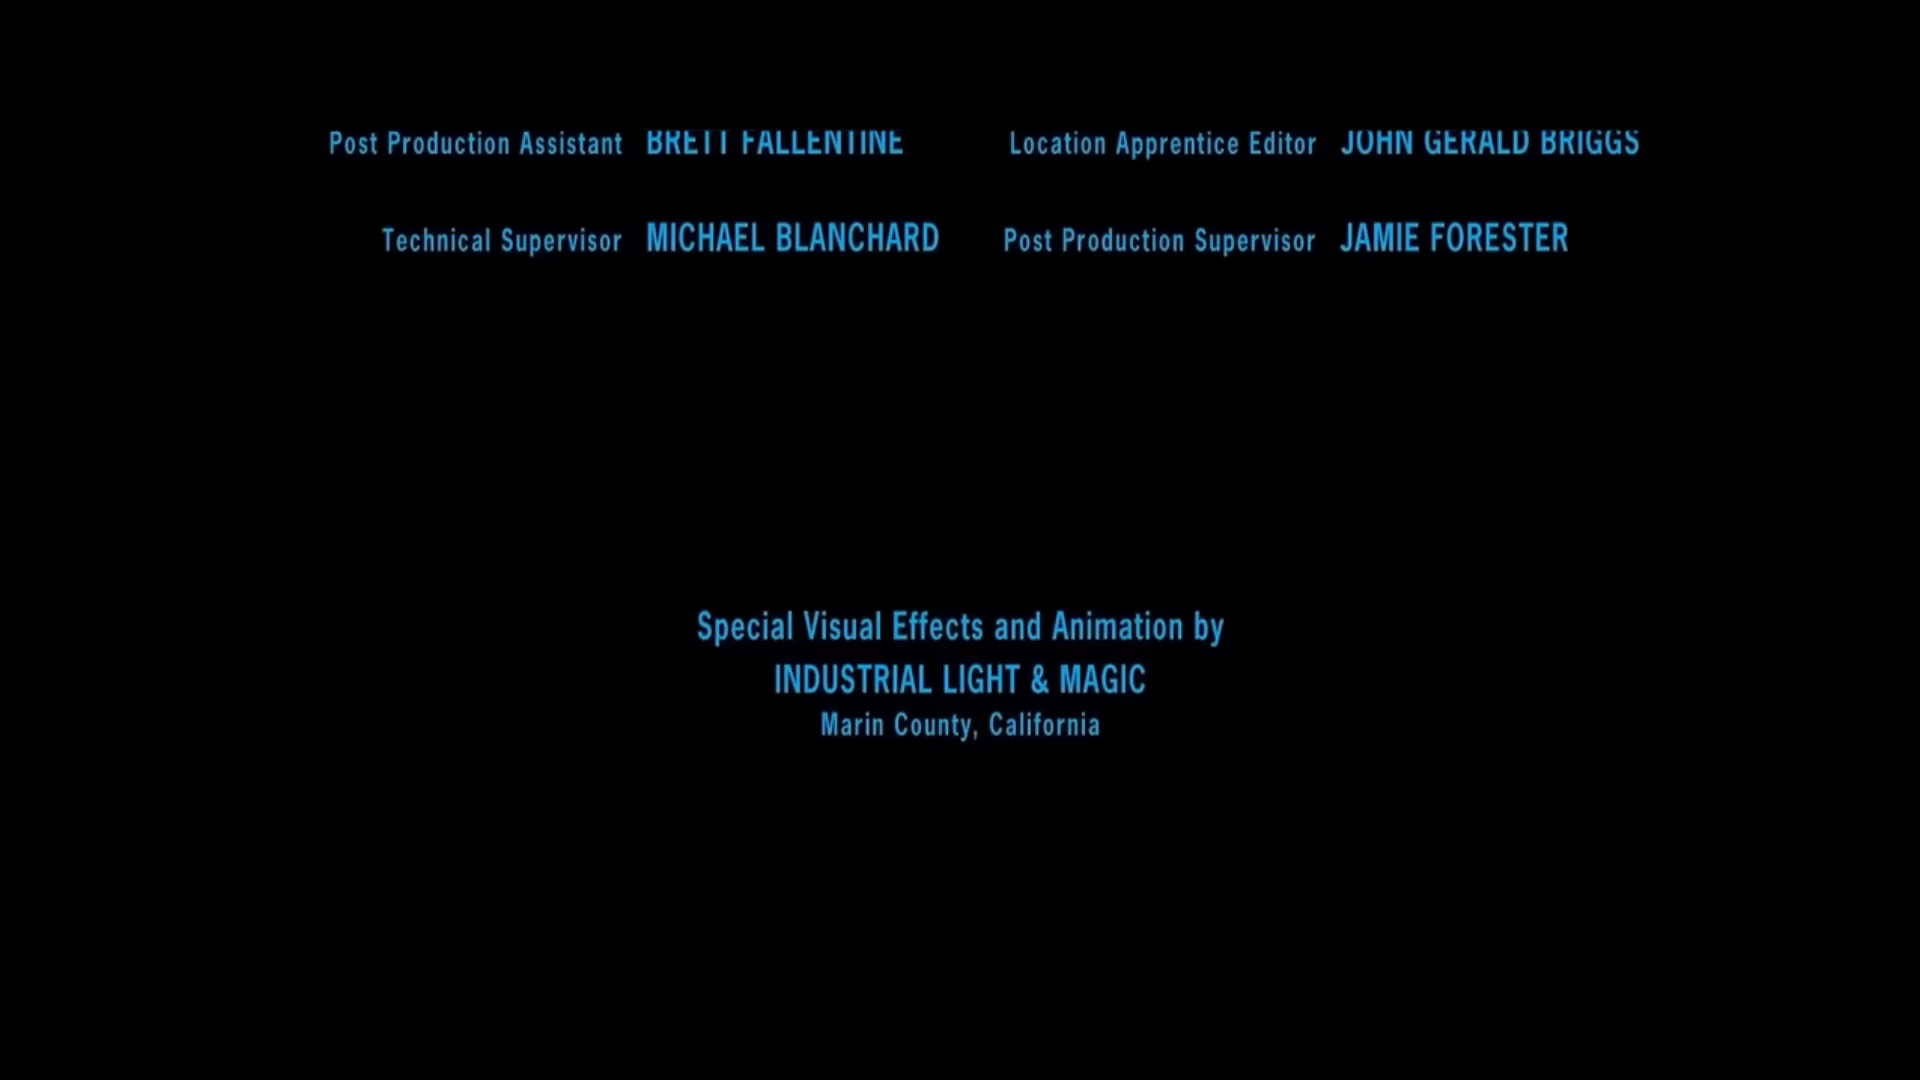 Post Production Assistant BRETT FALLENTINE Location Apprentice Editor JOHN GERALD BRIGGS
Technical Supervisor MICHAEL BLANCHARD Post Production Supervisor JAMIE FORESTER
Special Visual Effects and Animation by
INDUSTRIAL LIGHT & MAGIC
Marin County, California